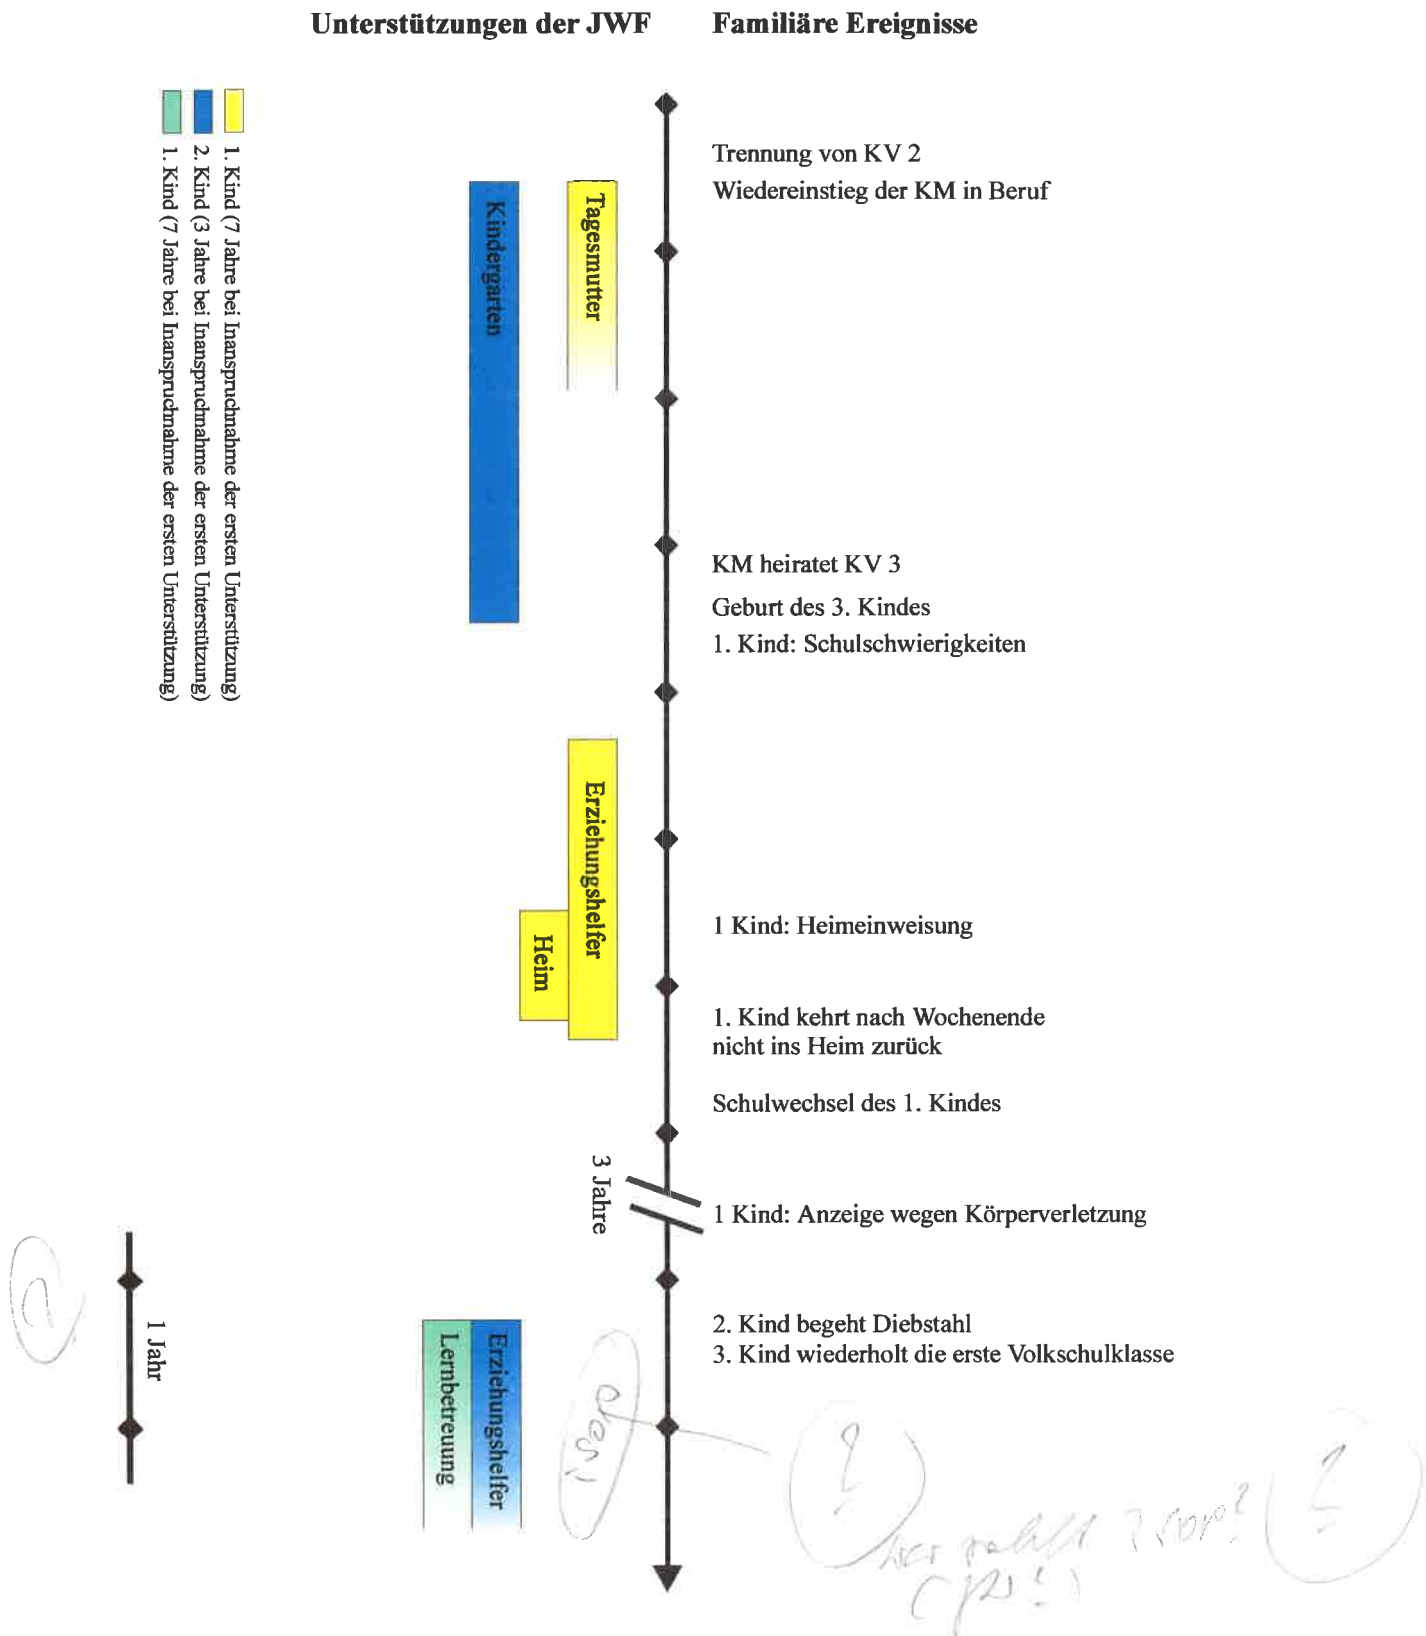 Unterstützungen der JWF
Familiäre Ereignisse
1. Kind (7 Jahre bei Inanspruchnahme der ersten Unterstützung)
2. Kind (3 Jahre bei Inanspruchnahme der ersten Unterstützung)
1. Kind (7 Jahre bei Inanspruchnahme der ersten Unterstützung)
Trennung von KV 2
Wiedereinstieg der KM in Beruf
Tagesmutter
Kindergarten
KM heiratet KV 3
Geburt des 3. Kindes
1. Kind: Schulschwierigkeiten
Erziehungshelfer
Heim
1 Kind: Heimeinweisung
1. Kind kehrt nach Wochenende
nicht ins Heim zurück
Schulwechsel des 1. Kindes
3 Jahre
1 Kind: Anzeige wegen Körperverletzung
2. Kind begeht Diebstahl
3. Kind wiederholt die erste Volkschulklasse
Erziehungshelfer
Lernbetreuung
1 Jahr